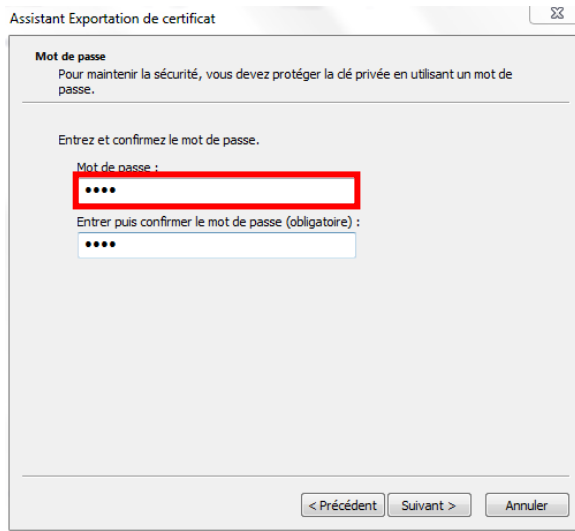 Assistant Exportation de certificat
Mot de passe
Pour maintenir la sécurité, vous devez protéger la clé privée en utilisant un mot de
passe.
Entrez et confirmez le mot de passe.
Mot de passe :
••••
Entrer puis confirmer le mot de passe (obligatoire) :
••••
< Précédent Suivant > Annuler